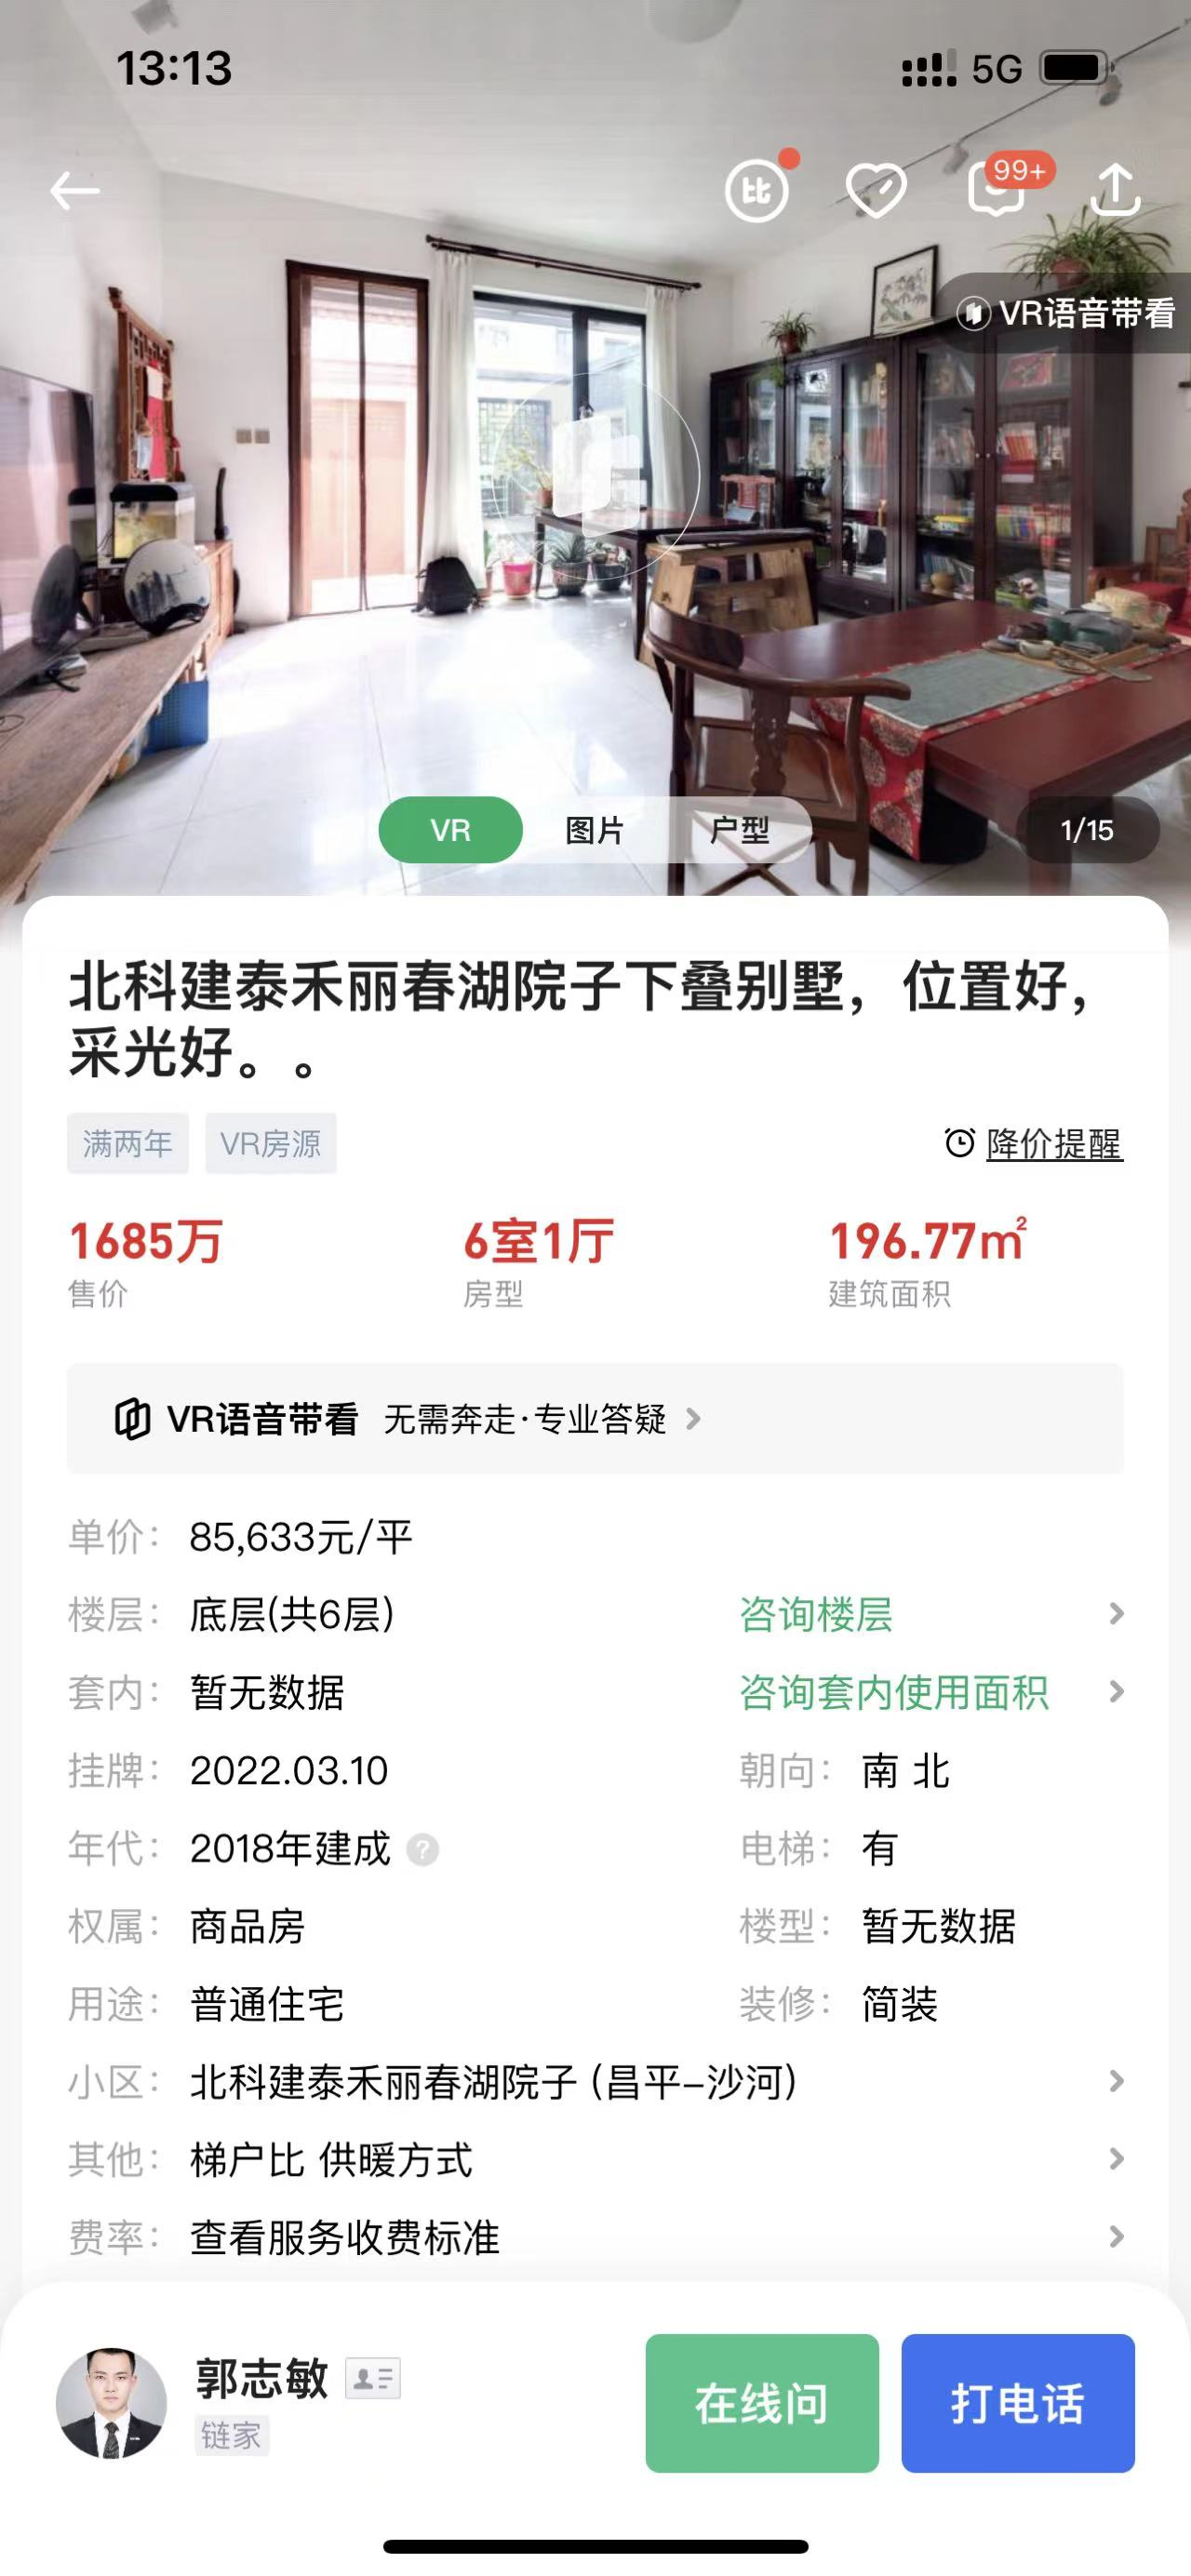 13:13
5G
比
99+
VR语音带看
VR
图片
户型
1/15
北科建泰禾丽春湖院子下叠别墅，位置好，
采光好。。
满两年
VR房源
降价提醒
1685万
6室1厅
196.77㎡
售价
房型
建筑面积
VR语音带看 无需奔走·专业答疑
单价： 85,633元/平
楼层： 底层(共6层)
咨询楼层
套内： 暂无数据
咨询套内使用面积
挂牌： 2022.03.10
朝向： 南 北
年代： 2018年建成 ?
电梯： 有
权属： 商品房
楼型： 暂无数据
用途： 普通住宅
装修： 简装
小区： 北科建泰禾丽春湖院子 (昌平-沙河)
其他： 梯户比 供暖方式
费率： 查看服务收费标准
郭志敏
链家
在线问
打电话